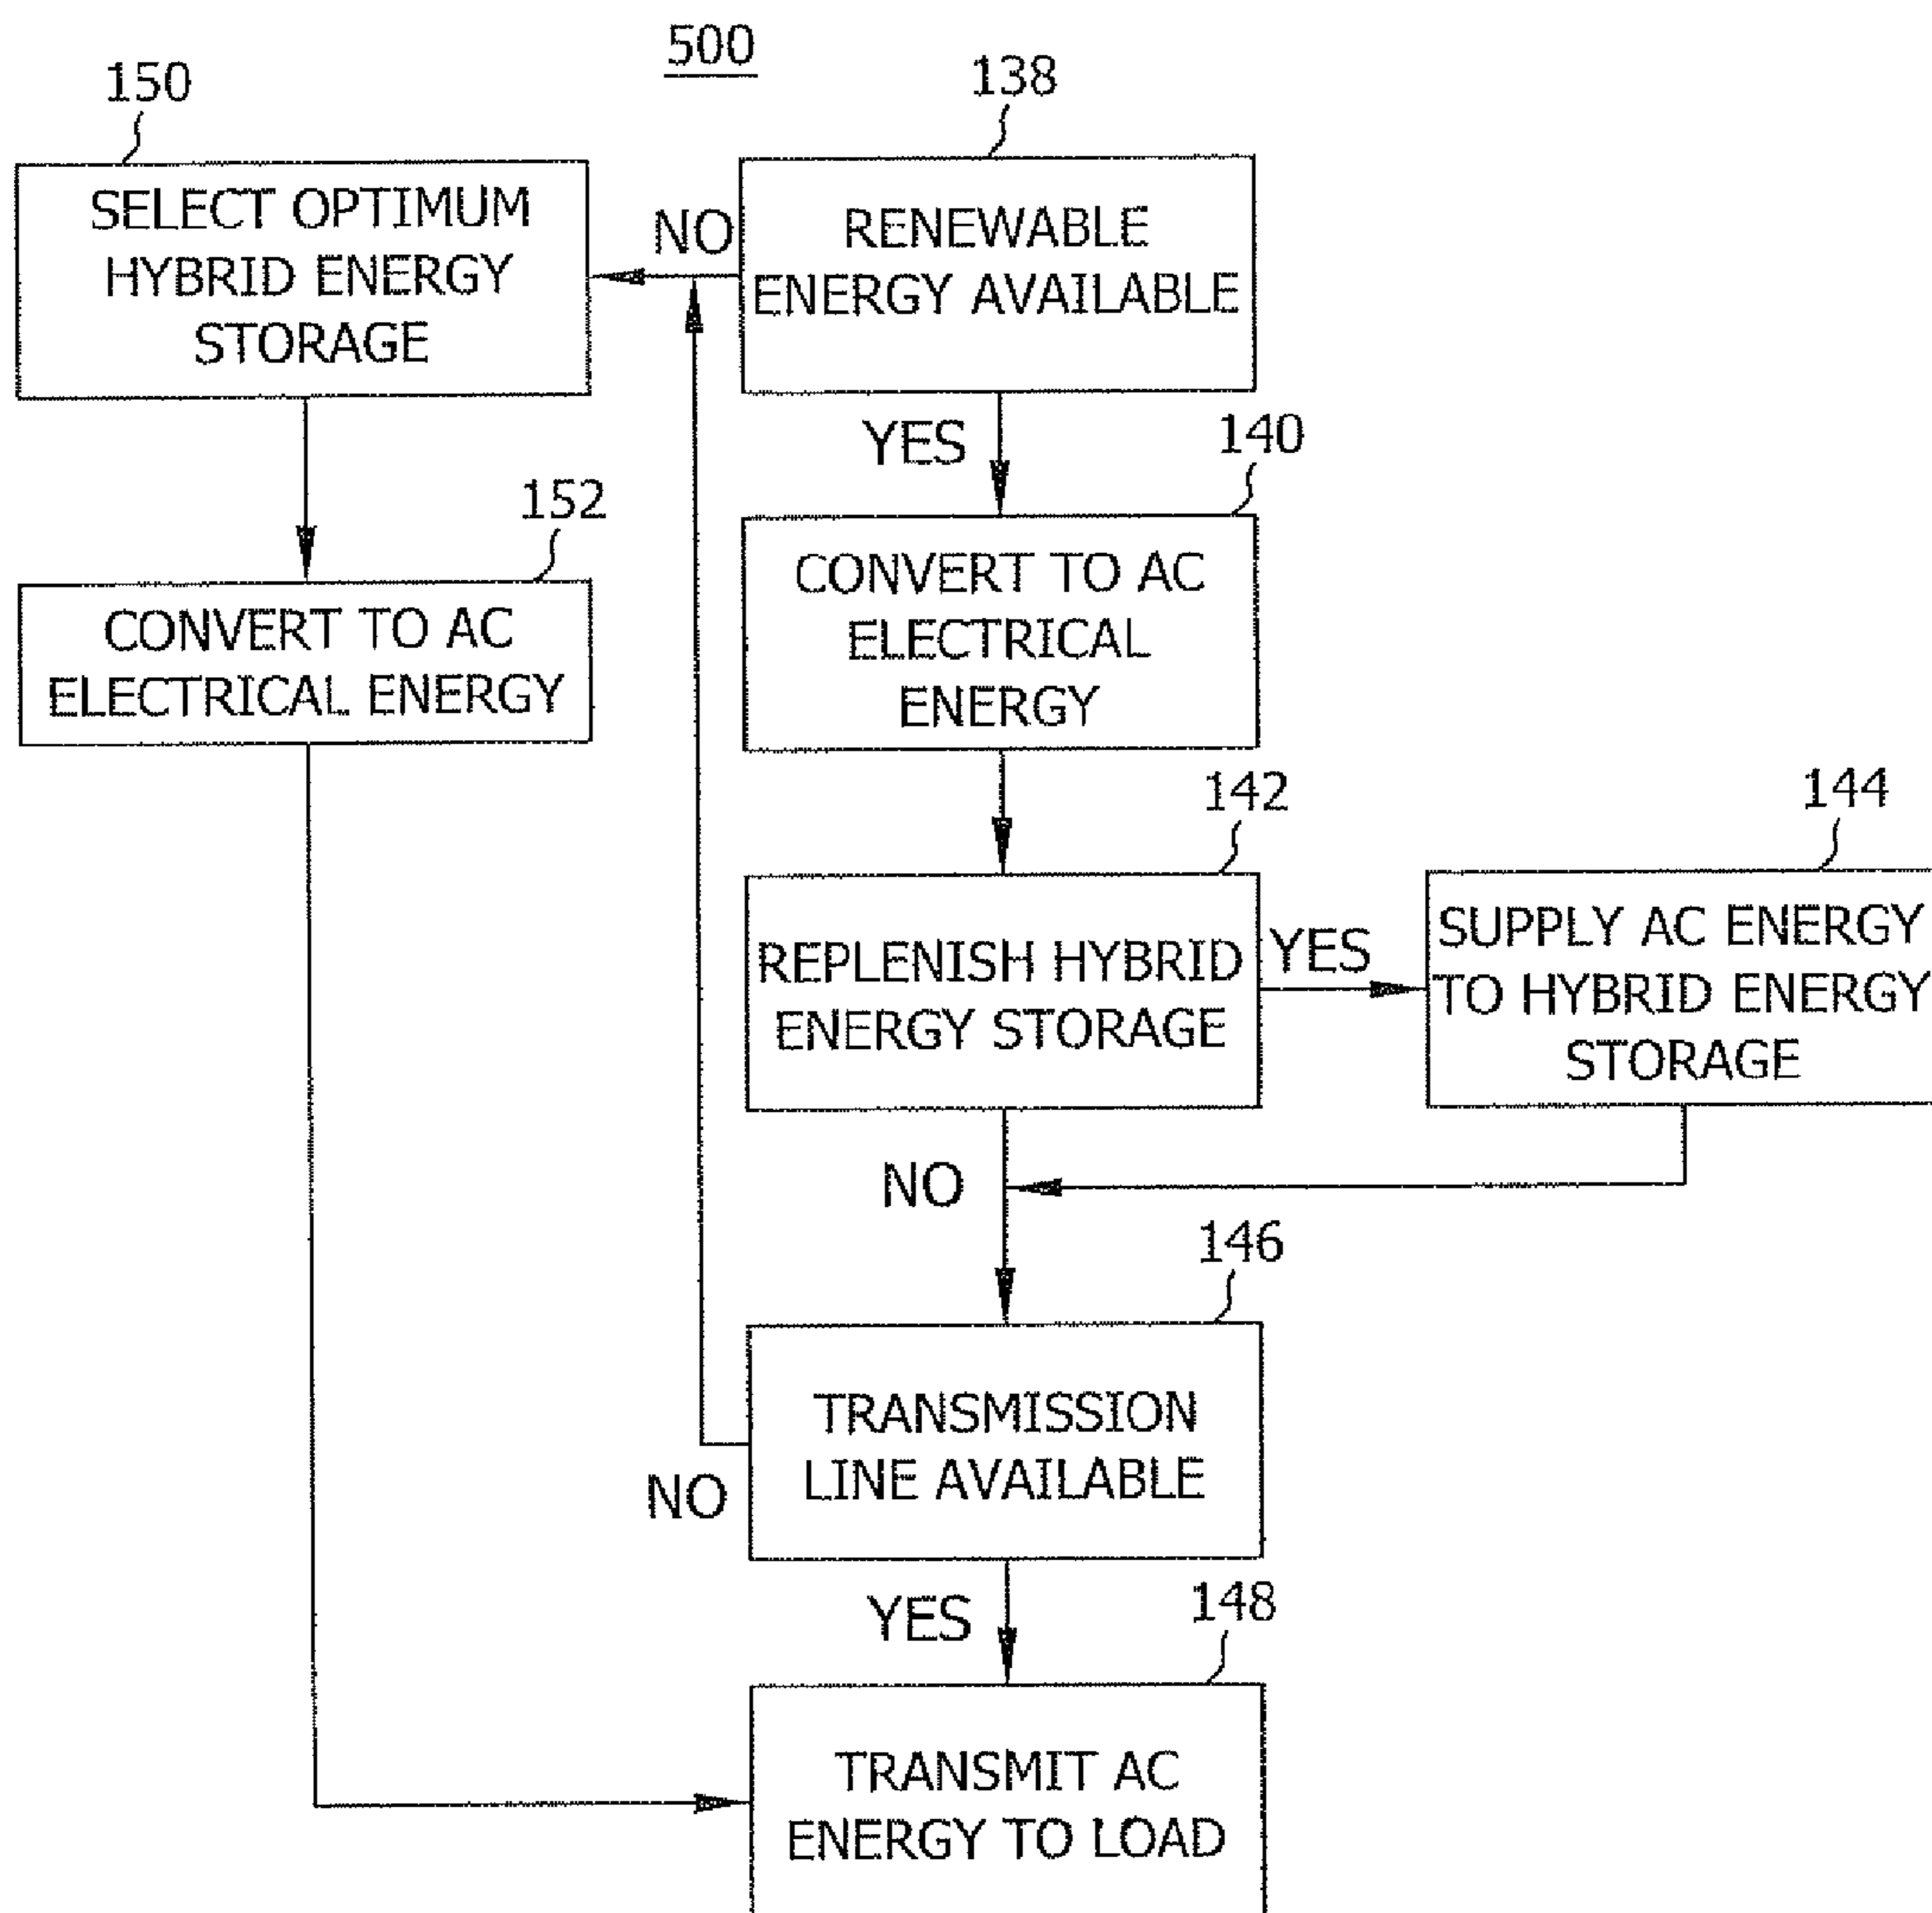 500
150
138
SELECT OPTIMUM
HYBRID ENERGY
STORAGE
NO
RENEWABLE
ENERGY AVAILABLE
YES
140
152
CONVERT TO AC
ELECTRICAL ENERGY
CONVERT TO AC
ELECTRICAL
ENERGY
142
144
REPLENISH HYBRID
ENERGY STORAGE
YES
SUPPLY AC ENERGY
TO HYBRID ENERGY
STORAGE
NO
146
TRANSMISSION
LINE AVAILABLE
NO
YES
148
TRANSMIT AC
ENERGY TO LOAD